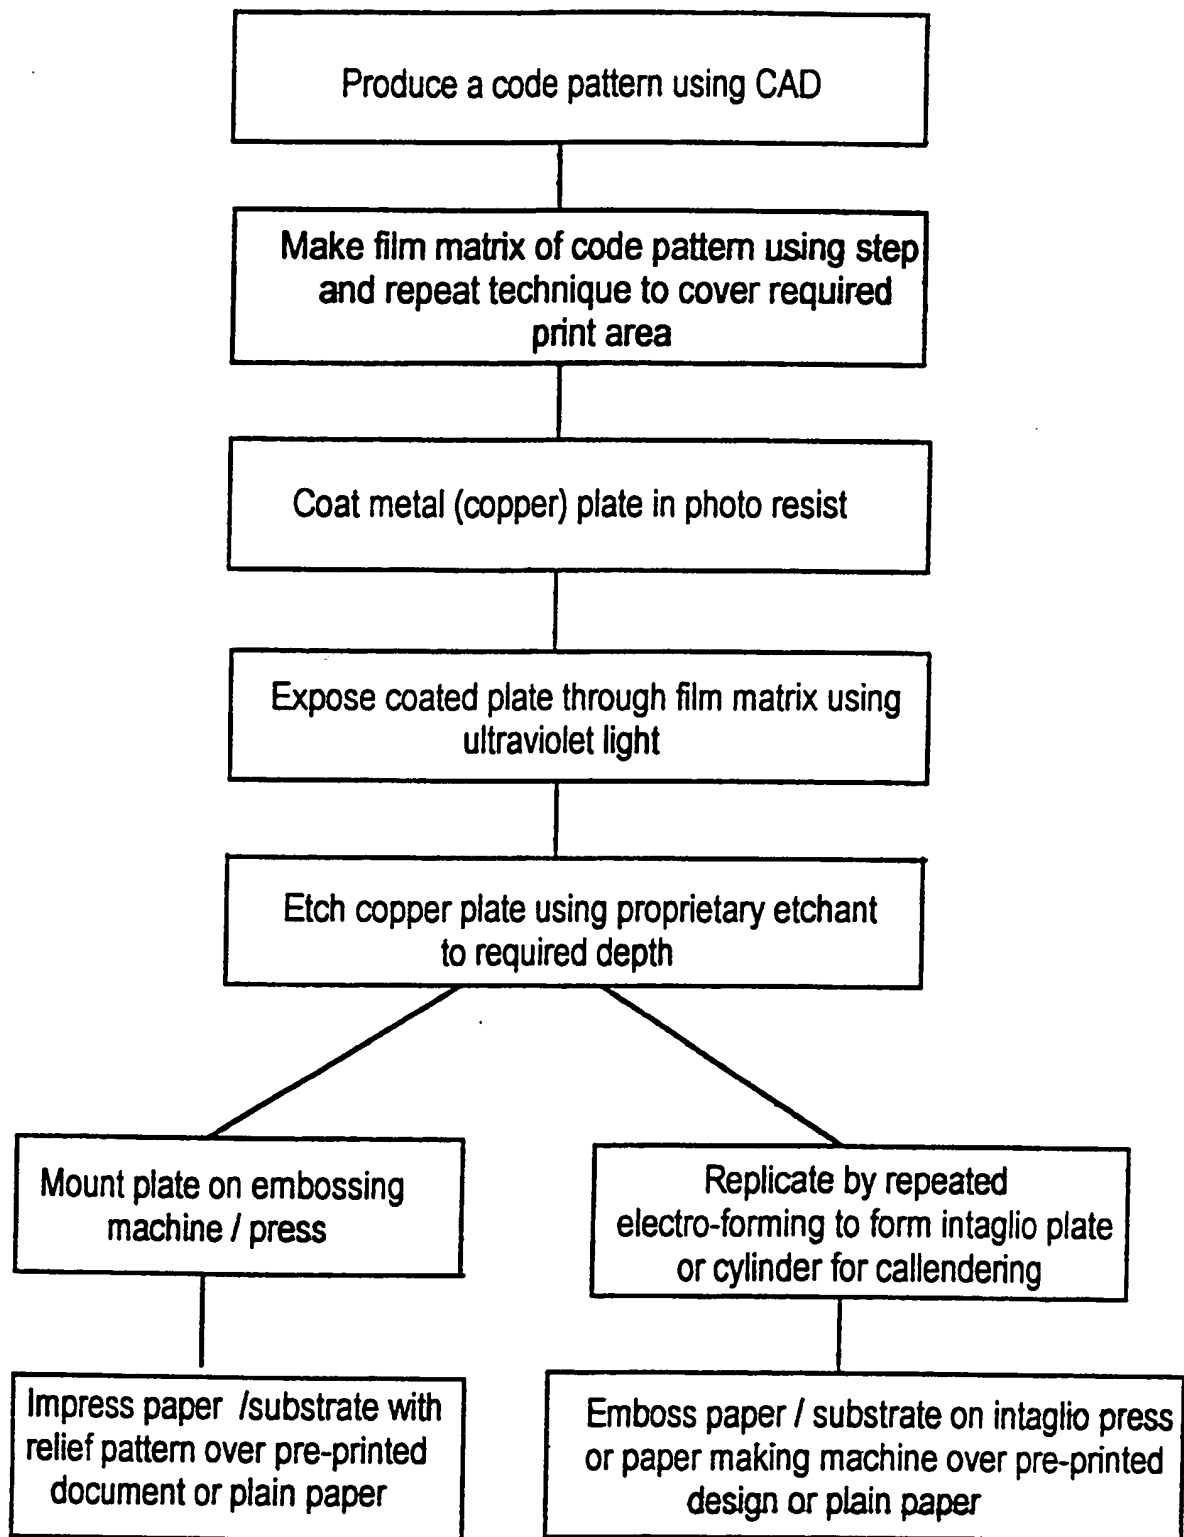 Produce a code pattern using CAD
Make film matrix of code pattern using step
and repeat technique to cover required
print area
Coat metal (copper) plate in photo resist
Expose coated plate through film matrix using
ultraviolet light
Etch copper plate using proprietary etchant
to required depth
Mount plate on embossing
machine / press
Replicate by repeated
electro-forming to form intaglio plate
or cylinder for callendering
Impress paper /substrate with
relief pattern over pre-printed
document or plain paper
Emboss paper / substrate on intaglio press
or paper making machine over pre-printed
design or plain paper